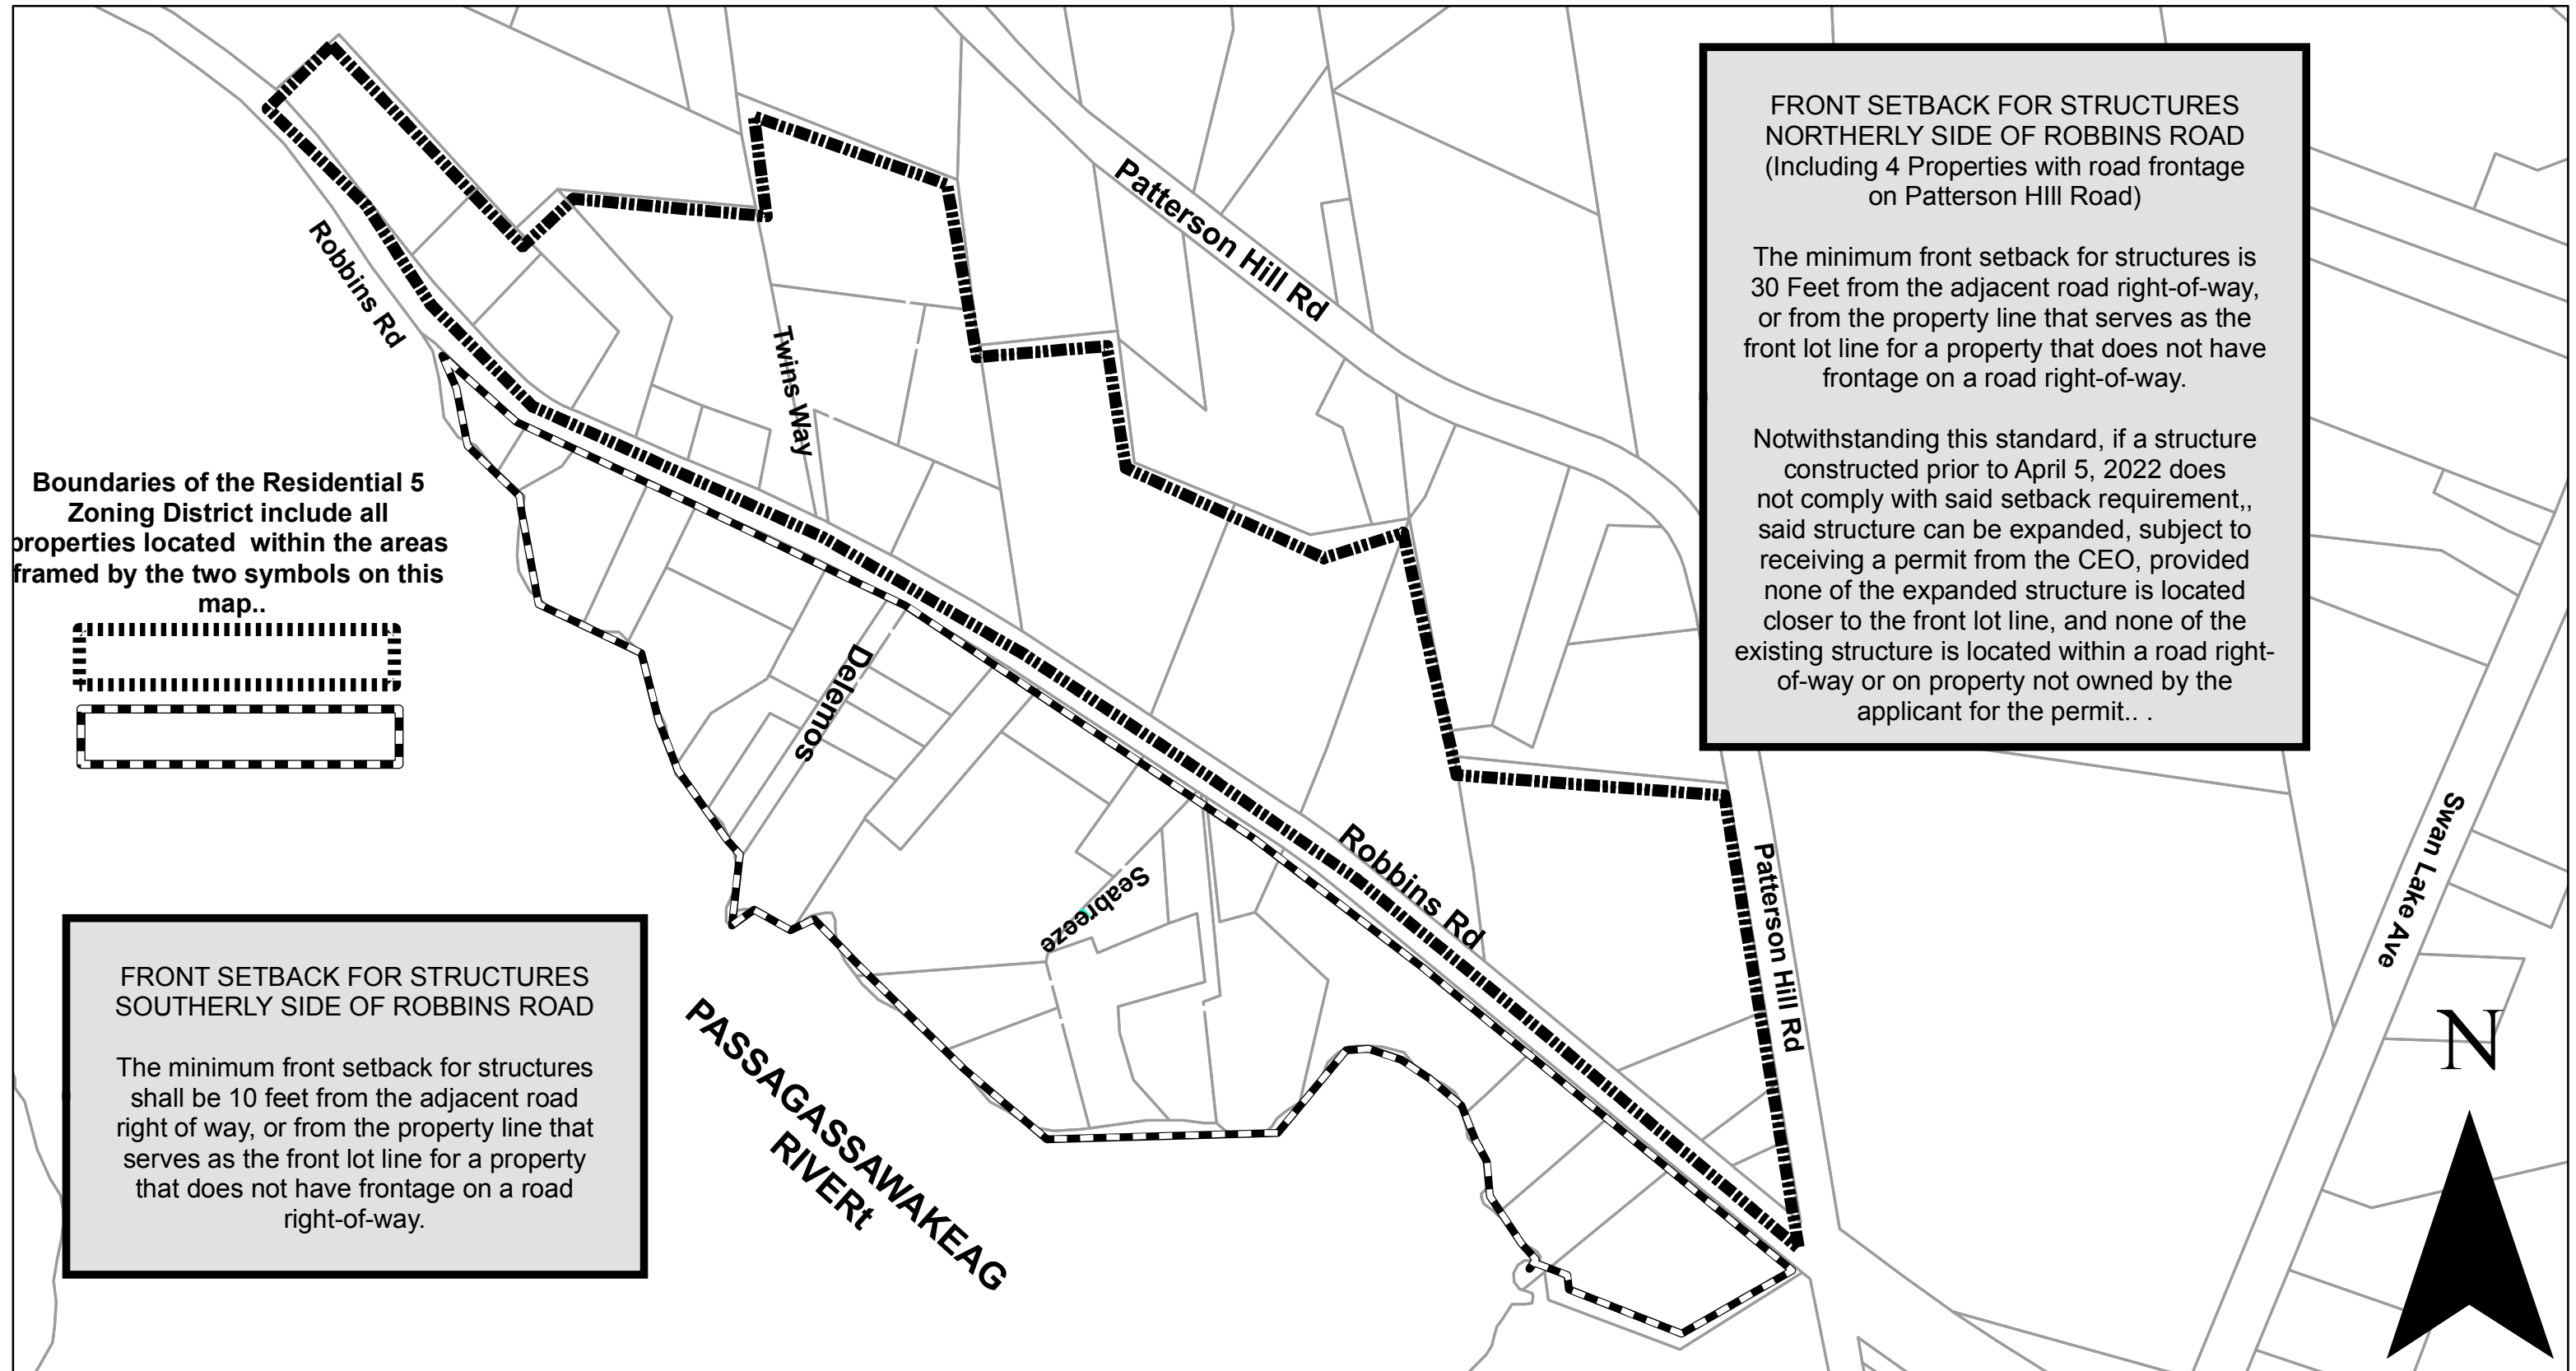 FRONT SETBACK FOR STRUCTURES
NORTHERLY SIDE OF ROBBINS ROAD
(Including 4 Properties with road frontage
on Patterson HIll Road)
The minimum front setback for structures is
30 Feet from the adjacent road right-of-way,
or from the property line that serves as the
front lot line for a property that does not have
frontage on a road right-of-way.
Notwithstanding this standard, if a structure
constructed prior to April 5, 2022 does
not comply with said setback requirement,,
said structure can be expanded, subject to
receiving a permit from the CEO, provided
none of the expanded structure is located
closer to the front lot line, and none of the
existing structure is located within a road right-
of-way or on property not owned by the
applicant for the permit.. .
Patterson Hill Rd
Robbins Rd
Twins Way
Boundaries of the Residential 5
Zoning District include all
properties located within the areas
framed by the two symbols on this
map..
Delemos
Seabreeze
Robbins Rd
Patterson Hill Rd
Swan Lake Ave
FRONT SETBACK FOR STRUCTURES
SOUTHERLY SIDE OF ROBBINS ROAD
The minimum front setback for structures
shall be 10 feet from the adjacent road
right of way, or from the property line that
serves as the front lot line for a property
that does not have frontage on a road
right-of-way.
PASSAGASSAWAKEAG
RIVERt
N